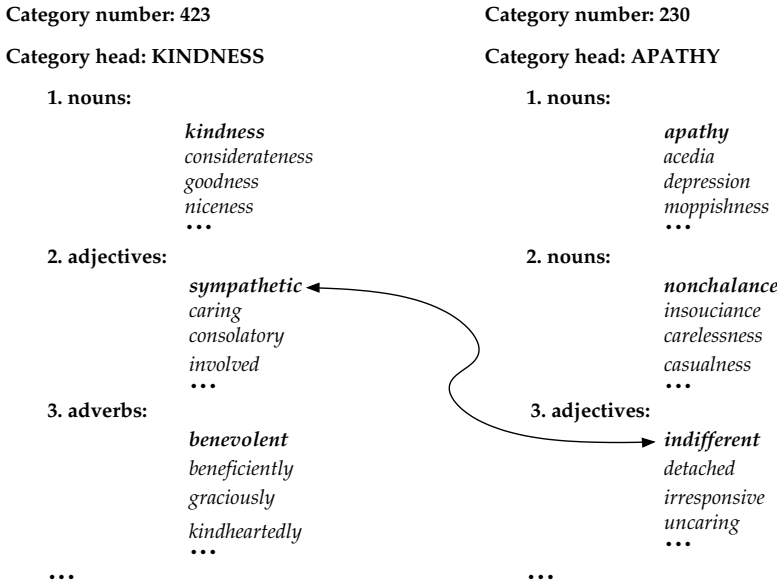 Category number: 423
Category head: KINDNESS
1. nouns:
kindness
considerateness
goodness
niceness
...
2. adjectives:
sympathetic
caring
consolatory
involved
...
3. adverbs:
benevolent
beneficiently
graciously
kindheartedly
...
...
Category number: 230
Category head: APATHY
1. nouns:
apathy
acedia
depression
moppishness
...
2. nouns:
nonchalance
insouciance
carelessness
casualness
...
3. adjectives:
indifferent
detached
irresponsive
uncaring
...
...